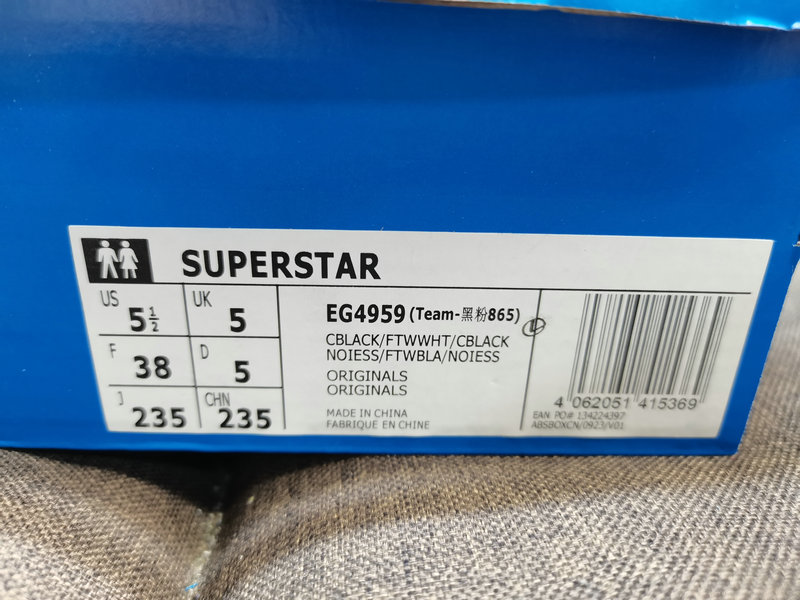 SUPERSTAR
US 5 1/2 UK 5
F 38 D 5
J 235 CHN 235
EG4959 (Team-黑粉865)
CBLACK/FTWWHT/CBLACK
NOIESS/FTWBLA/NOIESS
ORIGINALS
ORIGINALS
MADE IN CHINA
FABRIQUE EN CHINE
4 062051 415369
EAN PO# 134224397
ABSBOXCN/0923/V01